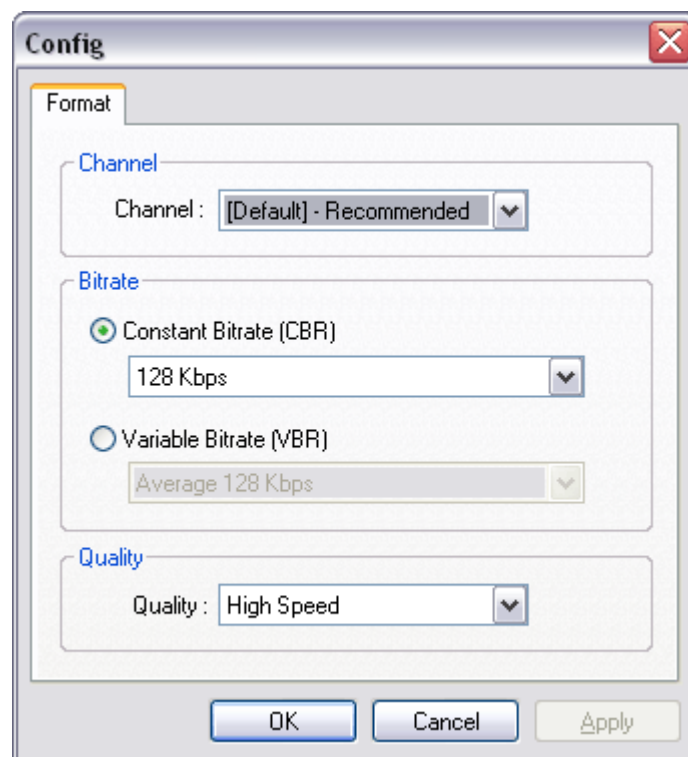 Config
Format
Channel
Channel : [Default] - Recommended
Bitrate
Constant Bitrate (CBR)
128 Kbps
Variable Bitrate (VBR)
Average 128 Kbps
Quality
Quality : High Speed
OK Cancel Apply